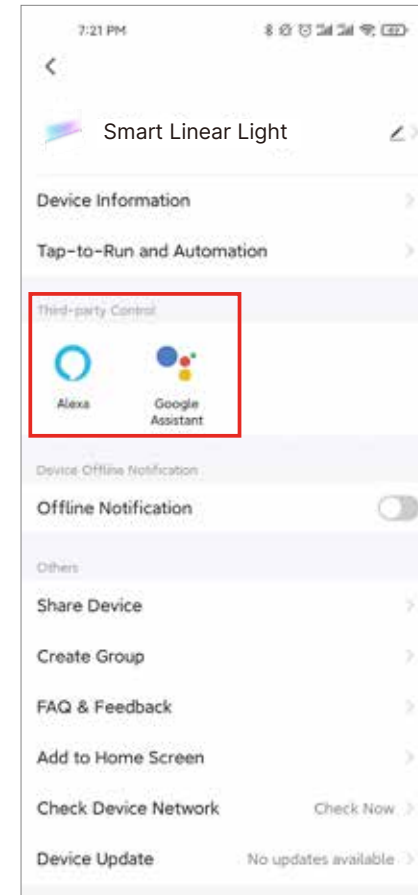 7:21 PM
Smart Linear Light
Device Information
Tap-to-Run and Automation
Third-party Control
Alexa
Google
Assistant
Device Offline Notification
Offline Notification
Others
Share Device
Create Group
FAQ & Feedback
Add to Home Screen
Check Device Network Check Now
Device Update No updates available